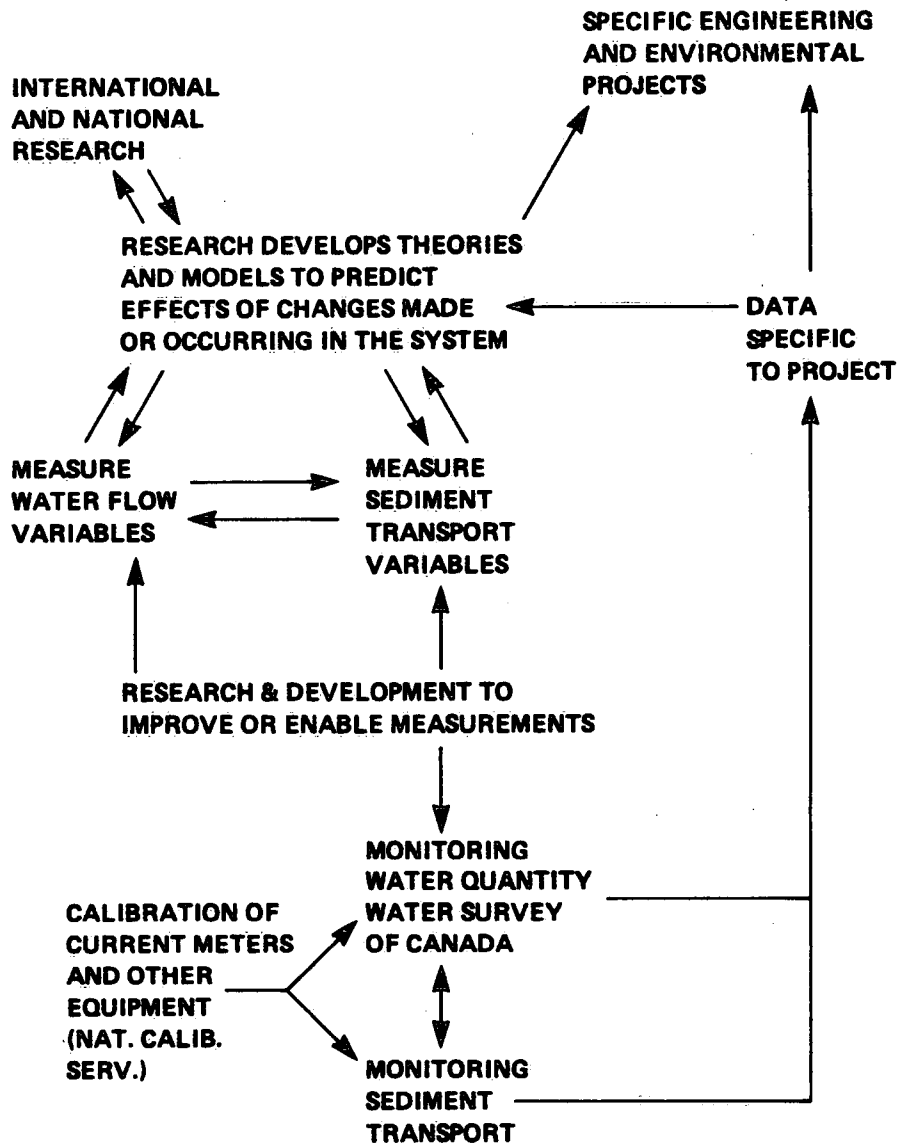 SPECIFIC ENGINEERING
AND ENVIRONMENTAL
PROJECTS
INTERNATIONAL
AND NATIONAL
RESEARCH
RESEARCH DEVELOPS THEORIES
AND MODELS TO PREDICT
EFFECTS OF CHANGES MADE
OR OCCURRING IN THE SYSTEM
DATA
SPECIFIC
TO PROJECT
MEASURE
WATER FLOW
VARIABLES
MEASURE
SEDIMENT
TRANSPORT
VARIABLES
RESEARCH & DEVELOPMENT TO
IMPROVE OR ENABLE MEASUREMENTS
MONITORING
WATER QUANTITY
WATER SURVEY
OF CANADA
CALIBRATION OF
CURRENT METERS
AND OTHER
EQUIPMENT
(NAT. CALIB.
SERV.)
MONITORING
SEDIMENT
TRANSPORT